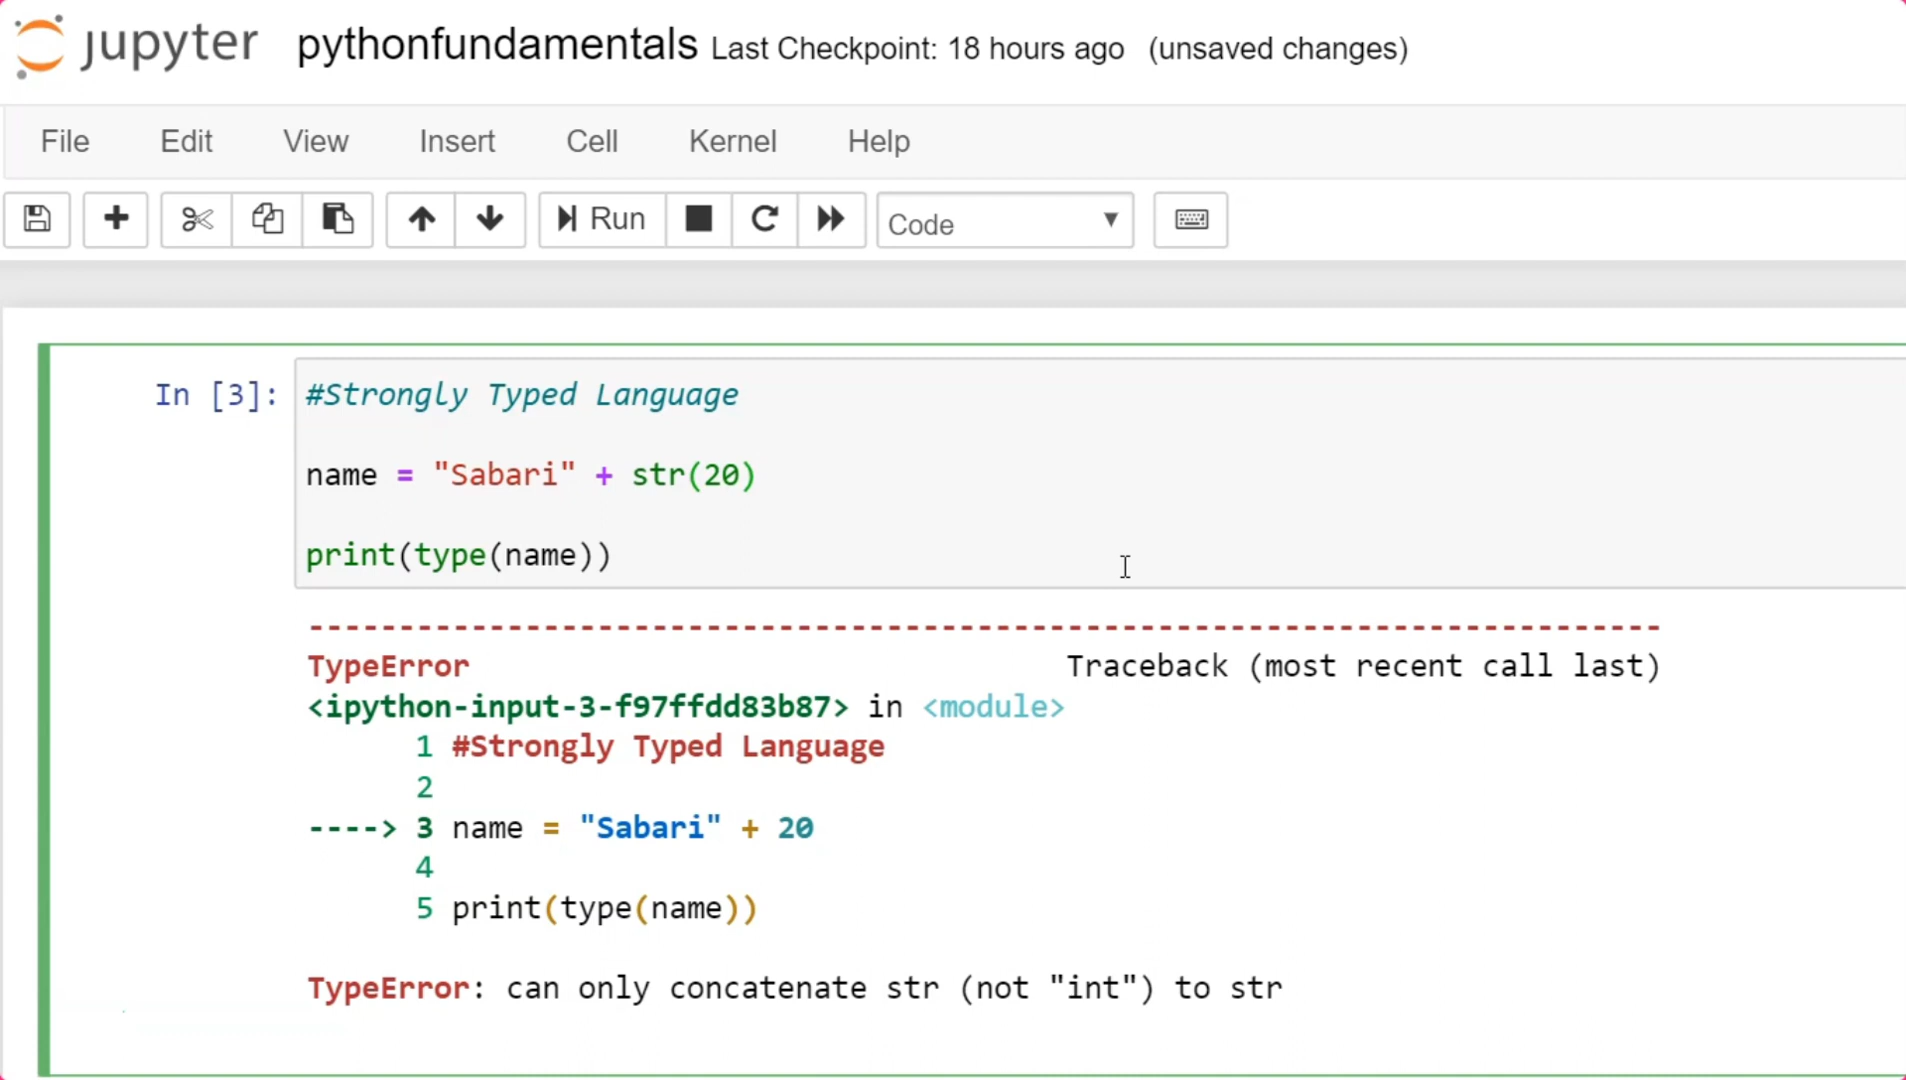 jupyter pythonfundamentals Last Checkpoint: 18 hours ago (unsaved changes)
File Edit View Insert Cell Kernel Help
Run Code
In [3]: #Strongly Typed Language
name = "Sabari" + str(20)
print(type(name))
---------------------------------------------------------------------------
TypeError Traceback (most recent call last)
<ipython-input-3-f97ffdd83b87> in <module>
1 #Strongly Typed Language
2
----> 3 name = "Sabari" + 20
4
5 print(type(name))
TypeError: can only concatenate str (not "int") to str